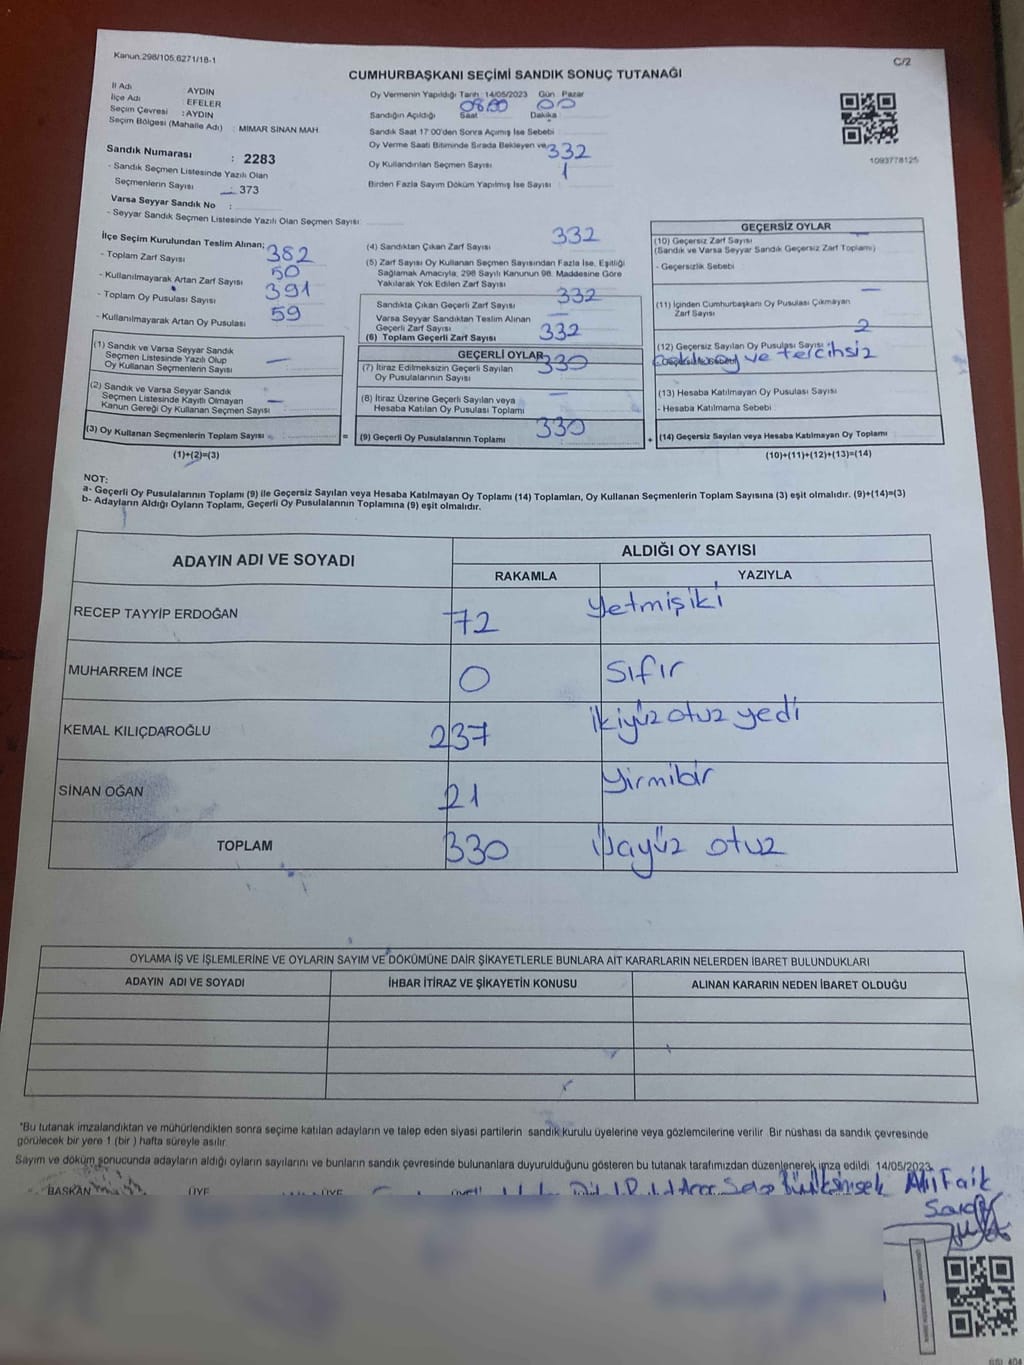 Kanun.298/105.6271/18-1
C/2
CUMHURBAŞKANI SEÇİMİ SANDIK SONUÇ TUTANAĞI
İl Adı : AYDIN
İlçe Adı : EFELER
Seçim Çevresi : AYDIN
Seçim Bölgesi (Mahalle Adı) : MİMAR SİNAN MAH.
Sandık Numarası : 2283
- Sandık Seçmen Listesinde Yazılı Olan
Seçmenlerin Sayısı : 373
Varsa Seyyar Sandık No :
- Seyyar Sandık Seçmen Listesinde Yazılı Olan Seçmen Sayısı :
Oy Vermenin Yapıldığı Tarih 14/05/2023 Gün Pazar
Sandığın Açıldığı Saat 08.00 Dakika 00
Sandık Saat 17:00'den Sonra Açımış İse Sebebi
Oy Verme Saati Bitiminde Sırada Bekleyen ve 332
Oy Kullandırılan Seçmen Sayısı
Birden Fazla Sayım Döküm Yapılmış İse Sayısı 1
1093778125
İlçe Seçim Kurulundan Teslim Alınan;
- Toplam Zarf Sayısı 382
- Kullanılmayarak Artan Zarf Sayısı 50
- Toplam Oy Pusulası Sayısı 391
- Kullanılmayarak Artan Oy Pusulası 59
(1) Sandık ve Varsa Seyyar Sandık
Seçmen Listesinde Yazılı Olup
Oy Kullanan Seçmenlerin Sayısı —
(2) Sandık ve Varsa Seyyar Sandık
Seçmen Listesinde Kayıtlı Olmayan
Kanun Gereği Oy Kullanan Seçmen Sayısı —
(3) Oy Kullanan Seçmenlerin Toplam Sayısı :
(1)+(2)=(3)
(4) Sandıktan Çıkan Zarf Sayısı 332
(5) Zarf Sayısı Oy Kullanan Seçmen Sayısından Fazla İse, Eşitliği
Sağlamak Amacıyla, 298 Sayılı Kanunun 98. Maddesine Göre
Yakılarak Yok Edilen Zarf Sayısı
Sandıkta Çıkan Geçerli Zarf Sayısı 332
Varsa Seyyar Sandıktan Teslim Alınan
Geçerli Zarf Sayısı —
(6) Toplam Geçerli Zarf Sayısı 332
GEÇERLİ OYLAR
(7) İtiraz Edilmeksizin Geçerli Sayılan
Oy Pusulalarının Sayısı 330
(8) İtiraz Üzerine Geçerli Sayılan veya
Hesaba Katılan Oy Pusulası Toplamı —
= (9) Geçerli Oy Pusulalarının Toplamı 330
GEÇERSİZ OYLAR
(10) Geçersiz Zarf Sayısı —
(Sandık ve Varsa Seyyar Sandık Geçersiz Zarf Toplamı)
- Geçersizlik Sebebi
(11) İçinden Cumhurbaşkanı Oy Pusulası Çıkmayan
Zarf Sayısı —
(12) Geçersiz Sayılan Oy Pusulası Sayısı 2
ve tercihsiz
(13) Hesaba Katılmayan Oy Pusulası Sayısı
- Hesaba Katılmama Sebebi
+ (14) Geçersiz Sayılan veya Hesaba Katılmayan Oy Toplamı
(10)+(11)+(12)+(13)=(14)
NOT:
a- Geçerli Oy Pusulalarının Toplamı (9) ile Geçersiz Sayılan veya Hesaba Katılmayan Oy Toplamı (14) Toplamları, Oy Kullanan Seçmenlerin Toplam Sayısına (3) eşit olmalıdır. (9)+(14)=(3)
b- Adayların Aldığı Oyların Toplamı, Geçerli Oy Pusulalarının Toplamına (9) eşit olmalıdır.
ADAYIN ADI VE SOYADI ALDIĞI OY SAYISI
RAKAMLA YAZIYLA
RECEP TAYYİP ERDOĞAN 72 Yetmişiki
MUHARREM İNCE 0 Sıfır
KEMAL KILIÇDAROĞLU 237 ikiyüz otuz yedi
SİNAN OĞAN 21 Yirmibir
TOPLAM 330 otuz
OYLAMA İŞ VE İŞLEMLERİNE VE OYLARIN SAYIM VE DÖKÜMÜNE DAİR ŞİKAYETLERLE BUNLARA AİT KARARLARIN NELERDEN İBARET BULUNDUKLARI
ADAYIN ADI VE SOYADI İHBAR İTİRAZ VE ŞİKAYETİN KONUSU ALINAN KARARIN NEDEN İBARET OLDUĞU
*Bu tutanak imzalandıktan ve mühürlendikten sonra seçime katılan adayların ve talep eden siyasi partilerin sandık kurulu üyelerine veya gözlemcilerine verilir. Bir nüshası da sandık çevresinde
görülecek bir yere 1 (bir) hafta süreyle asılır.
Sayım ve döküm sonucunda adayların aldığı oyların sayılarını ve bunların sandık çevresinde bulunanlara duyurulduğunu gösteren bu tutanak tarafımızdan düzenlenerek imza edildi. 14/05/2023
BAŞKAN ÜYE ÜYE Ali Faik